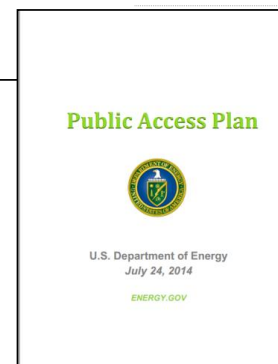 Public Access Plan
U.S. Department of Energy
July 24, 2014
ENERGY.GOV